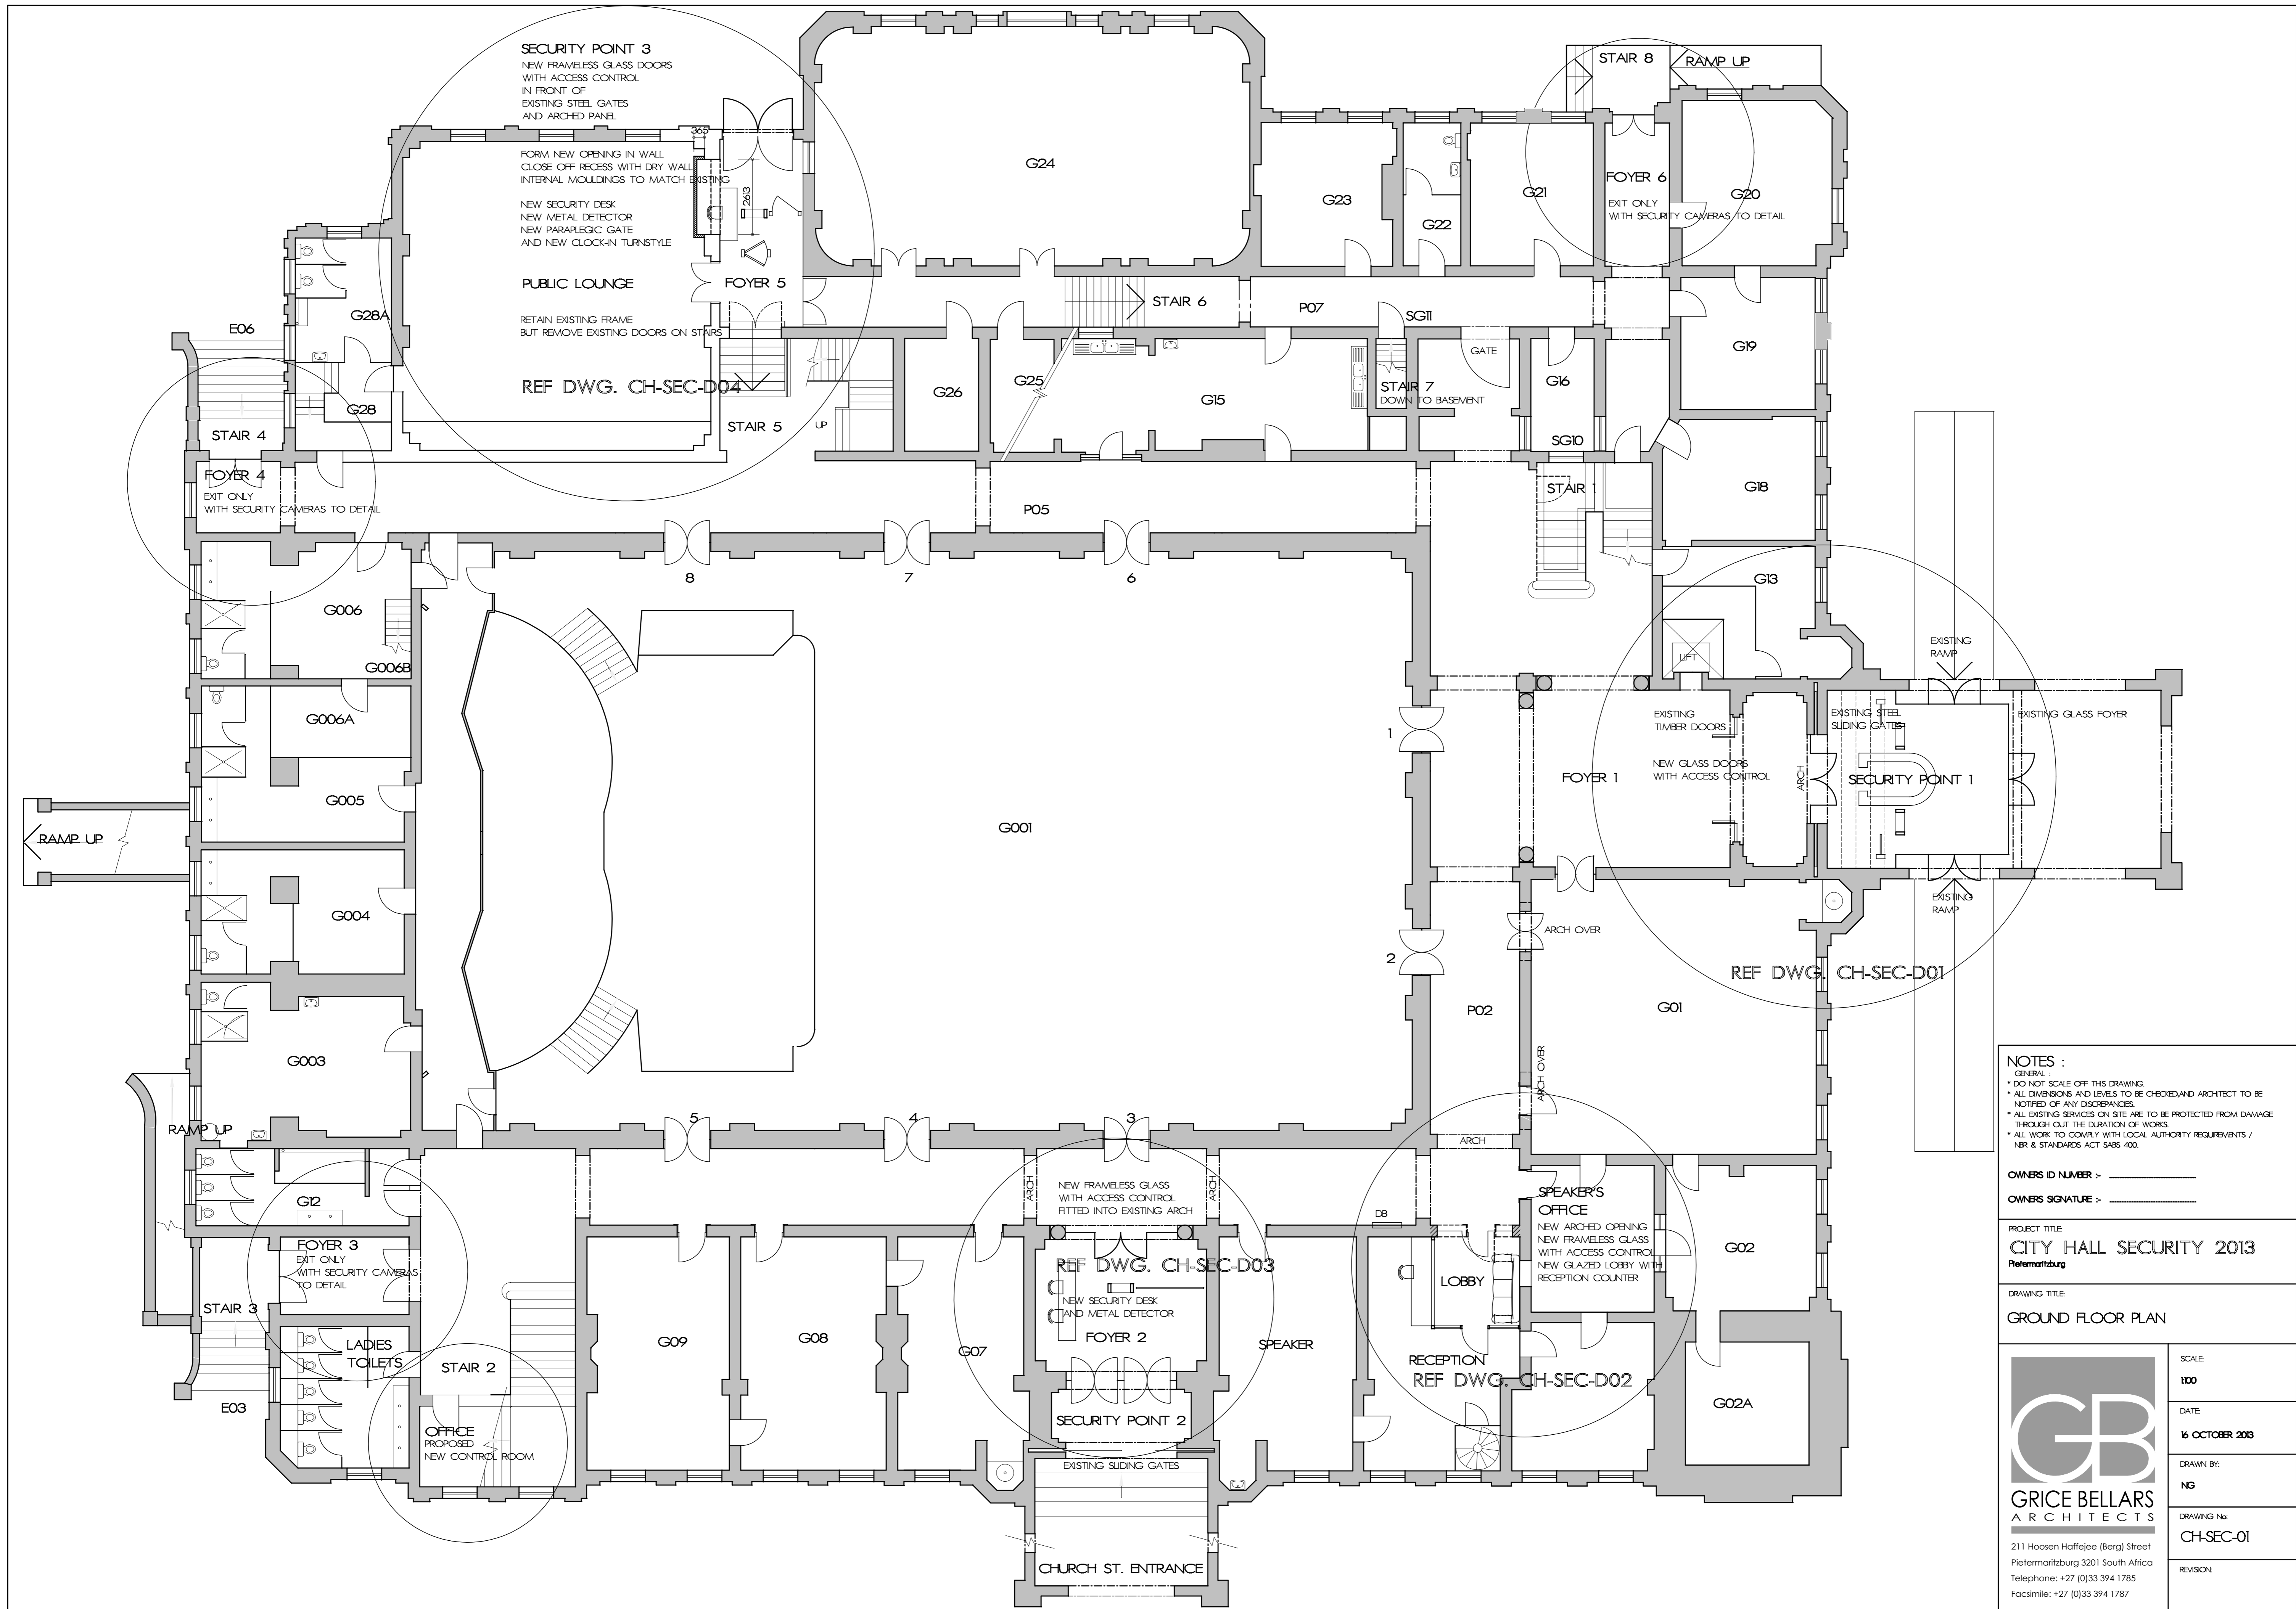 SECURITY POINT 3
NEW FRAMELESS GLASS DOORS
WITH ACCESS CONTROL
IN FRONT OF
EXISTING STEEL GATES
AND ARCHED PANEL
365
FORM NEW OPENING IN WALL
CLOSE OFF RECESS WITH DRY WALL
INTERNAL MOULDINGS TO MATCH EXISTING
NEW SECURITY DESK
NEW METAL DETECTOR
NEW PARAPLEGIC GATE
AND NEW CLOCK-IN TURNSTYLE
2613
PUBLIC LOUNGE
FOYER 5
RETAIN EXISTING FRAME
BUT REMOVE EXISTING DOORS ON STAIRS
REF DWG. CH-SEC-D04
STAIR 5
UP
G24
G23
G22
G21
STAIR 8
RAMP UP
FOYER 6
EXIT ONLY
WITH SECURITY CAMERAS TO DETAIL
G20
STAIR 6
P07
SG11
G19
E06
G28A
G28
STAIR 4
FOYER 4
EXIT ONLY
WITH SECURITY CAMERAS TO DETAIL
G26
G25
G15
STAIR 7
DOWN TO BASEMENT
GATE
G16
SG10
STAIR 1
G18
P05
8
7
6
G13
LIFT
G006
G006B
G006A
G005
RAMP UP
G004
G003
RAMP UP
G001
1
2
EXISTING
RAMP
EXISTING
TIMBER DOORS
EXISTING STEEL
SLIDING GATES
EXISTING GLASS FOYER
NEW GLASS DOORS
WITH ACCESS CONTROL
FOYER 1
ARCH
SECURITY POINT 1
EXISTING
RAMP
ARCH OVER
REF DWG. CH-SEC-D01
P02
G01
ARCH OVER
5
4
3
ARCH
G12
FOYER 3
EXIT ONLY
WITH SECURITY CAMERAS
TO DETAIL
STAIR 3
LADIES
TOILETS
STAIR 2
E03
OFFICE
PROPOSED
NEW CONTROL ROOM
G09
G08
G07
ARCH
NEW FRAMELESS GLASS
WITH ACCESS CONTROL
FITTED INTO EXISTING ARCH
ARCH
REF DWG. CH-SEC-D03
NEW SECURITY DESK
AND METAL DETECTOR
FOYER 2
SECURITY POINT 2
EXISTING SLIDING GATES
CHURCH ST. ENTRANCE
SPEAKER
DB
LOBBY
RECEPTION
REF DWG. CH-SEC-D02
SPEAKER'S
OFFICE
NEW ARCHED OPENING
NEW FRAMELESS GLASS
WITH ACCESS CONTROL
NEW GLAZED LOBBY WITH
RECEPTION COUNTER
G02
G02A
NOTES :
GENERAL :
* DO NOT SCALE OFF THIS DRAWING.
* ALL DIMENSIONS AND LEVELS TO BE CHECKED,AND ARCHITECT TO BE
NOTIFIED OF ANY DISCREPANCIES.
* ALL EXISTING SERVICES ON SITE ARE TO BE PROTECTED FROM DAMAGE
THROUGH OUT THE DURATION OF WORKS.
* ALL WORK TO COMPLY WITH LOCAL AUTHORITY REQUIREMENTS /
NBR & STANDARDS ACT SABS 400.
OWNERS ID NUMBER :-
OWNERS SIGNATURE :-
PROJECT TITLE:
CITY HALL SECURITY 2013
Pietermaritzburg
DRAWING TITLE:
GROUND FLOOR PLAN
GB
GRICE BELLARS
ARCHITECTS
211 Hoosen Haffejee (Berg) Street
Pietermaritzburg 3201 South Africa
Telephone: +27 (0)33 394 1785
Facsimile: +27 (0)33 394 1787
SCALE:
1:100
DATE:
16 OCTOBER 2013
DRAWN BY:
NG
DRAWING No:
CH-SEC-01
REVISION: